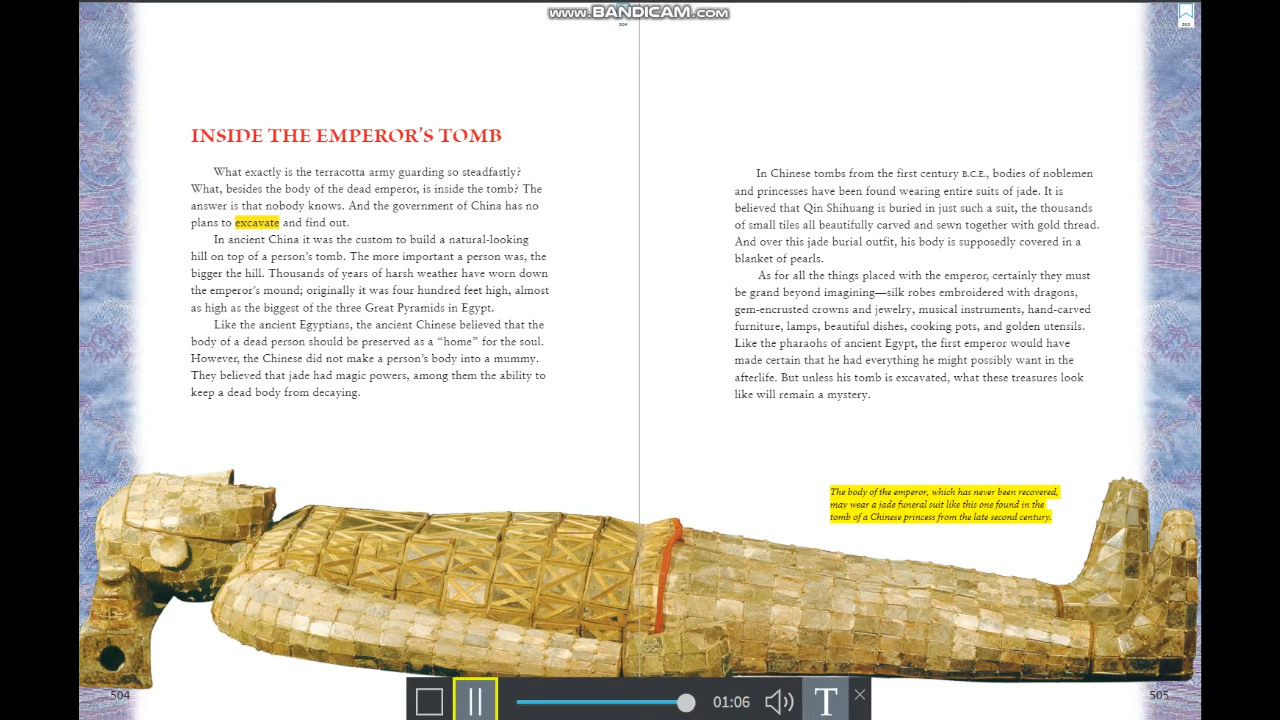 www.BANDICAM.com
INSIDE THE EMPEROR'S TOMB
What exactly is the terracotta army guarding so steadfastly?
What, besides the body of the dead emperor, is inside the tomb? The
answer is that nobody knows. And the government of China has no
plans to excavate and find out.
In ancient China it was the custom to build a natural-looking
hill on top of a person's tomb. The more important a person was, the
bigger the hill. Thousands of years of harsh weather have worn down
the emperor's mound; originally it was four hundred feet high, almost
as high as the biggest of the three Great Pyramids in Egypt.
Like the ancient Egyptians, the ancient Chinese believed that the
body of a dead person should be preserved as a “home” for the soul.
However, the Chinese did not make a person's body into a mummy.
They believed that jade had magic powers, among them the ability to
keep a dead body from decaying.
504
In Chinese tombs from the first century B.C.E., bodies of noblemen
and princesses have been found wearing entire suits of jade. It is
believed that Qin Shihuang is buried in just such a suit, the thousands
of small tiles all beautifully carved and sewn together with gold thread.
And over this jade burial outfit, his body is supposedly covered in a
blanket of pearls.
As for all the things placed with the emperor, certainly they must
be grand beyond imagining—silk robes embroidered with dragons,
gem-encrusted crowns and jewelry, musical instruments, hand-carved
furniture, lamps, beautiful dishes, cooking pots, and golden utensils.
Like the pharaohs of ancient Egypt, the first emperor would have
made certain that he had everything he might possibly want in the
afterlife. But unless his tomb is excavated, what these treasures look
like will remain a mystery.
The body of the emperor, which has never been recovered,
may wear a jade funeral suit like this one found in the
tomb of a Chinese princess from the late second century.
505
01:06
T